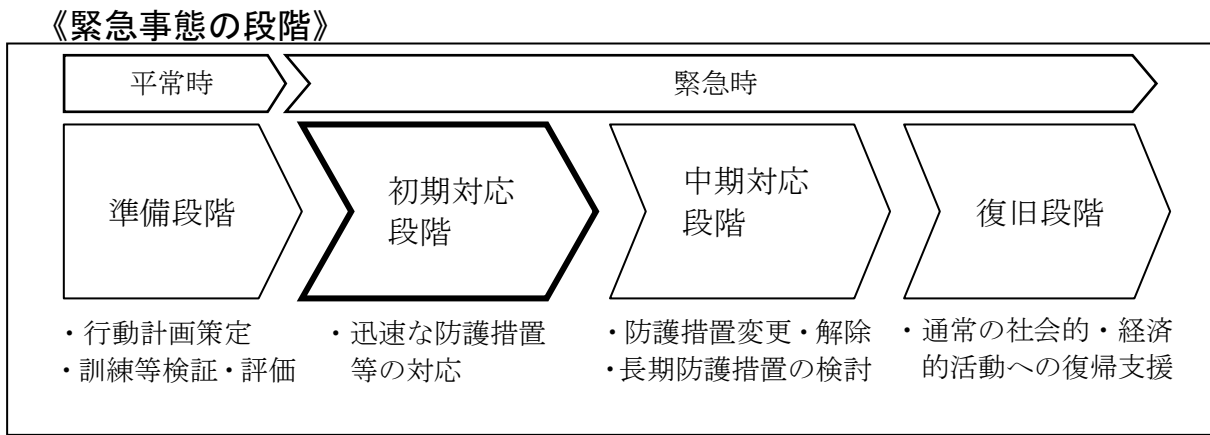 《緊急事態の段階》
平常時
緊急時
準備段階
初期対応
段階
中期対応
段階
復旧段階
・行動計画策定
・訓練等検証・評価
・迅速な防護措置
等の対応
・防護措置変更・解除
・長期防護措置の検討
・通常の社会的・経済
的活動への復帰支援